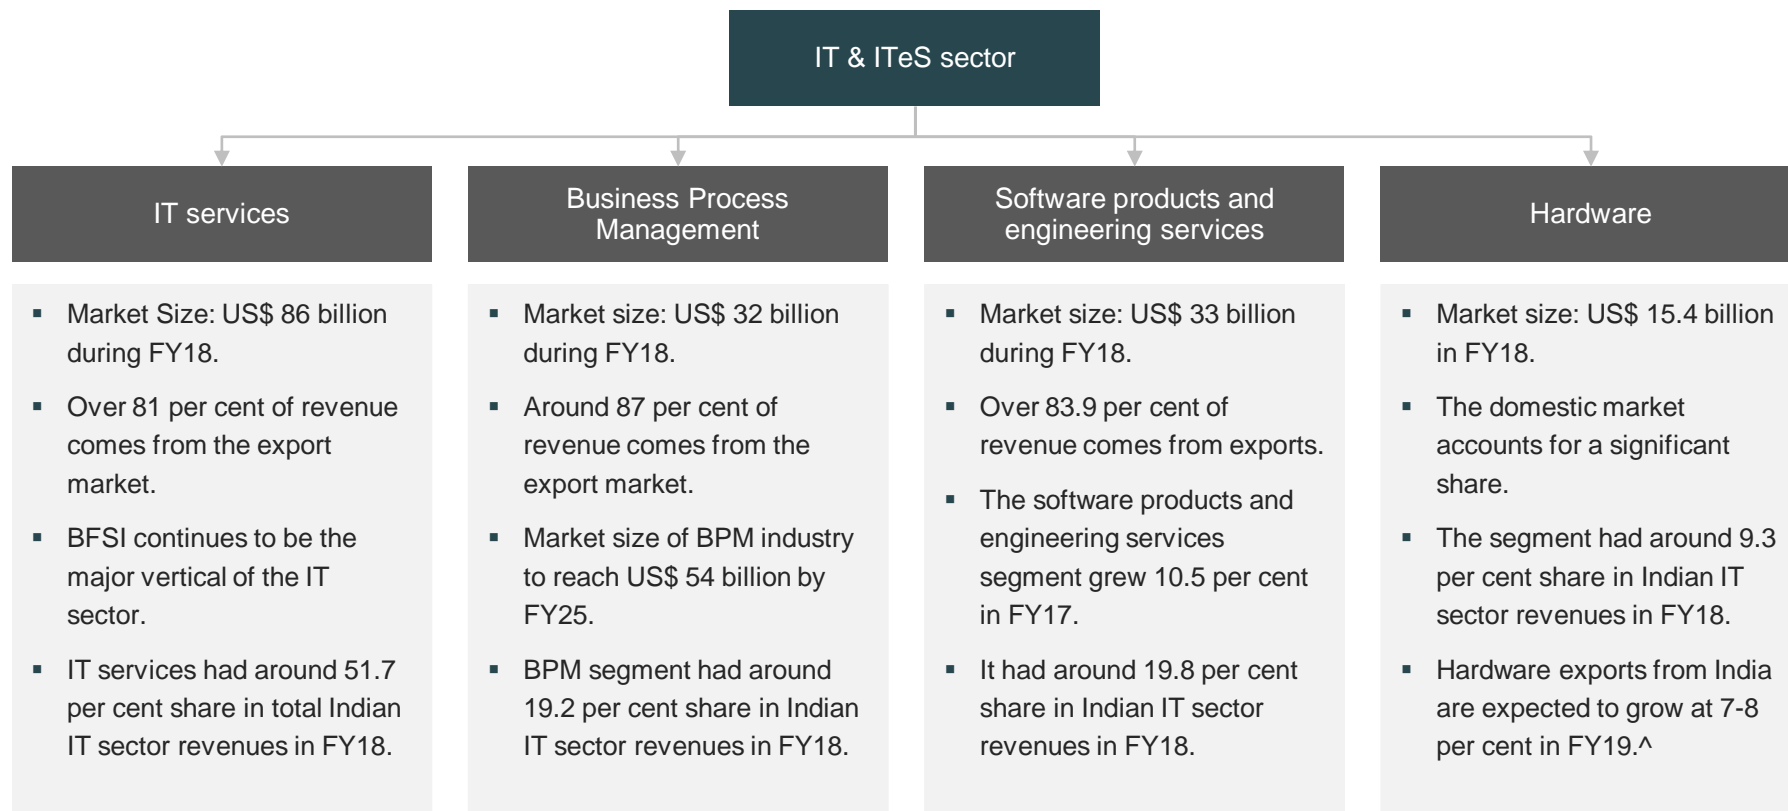 IT & ITeS sector
IT services
Market Size: US$ 86 billion
during FY18.
Over 81 per cent of revenue
comes from the export
market.
BFSI continues to be the
major vertical of the IT
sector.
IT services had around 51.7
per cent share in total Indian
IT sector revenues in FY18.
Business Process
Management
Market size: US$ 32 billion
during FY18.
Around 87 per cent of
revenue comes from the
export market.
Market size of BPM industry
to reach US$ 54 billion by
FY25.
BPM segment had around
19.2 per cent share in Indian
IT sector revenues in FY18.
Software products and
engineering services
Market size: US$ 33 billion
during FY18.
Over 83.9 per cent of
revenue comes from exports.
The software products and
engineering services
segment grew 10.5 per cent
in FY17.
It had around 19.8 per cent
share in Indian IT sector
revenues in FY18.
Hardware
Market size: US$ 15.4 billion
in FY18.
The domestic market
accounts for a significant
share.
The segment had around 9.3
per cent share in Indian IT
sector revenues in FY18.
Hardware exports from India
are expected to grow at 7-8
per cent in FY19.^